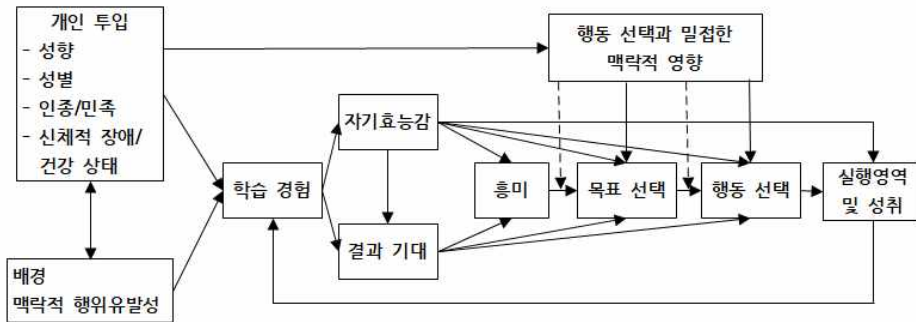 개인 투입
- 성향
- 성별
- 인종/민족
- 신체적 장애/
건강 상태
행동 선택과 밀접한
맥락적 영향
자기효능감
학습 경험
흥미
목표 선택
행동 선택
실행영역
및 성취
결과 기대
배경
맥락적 행위유발성